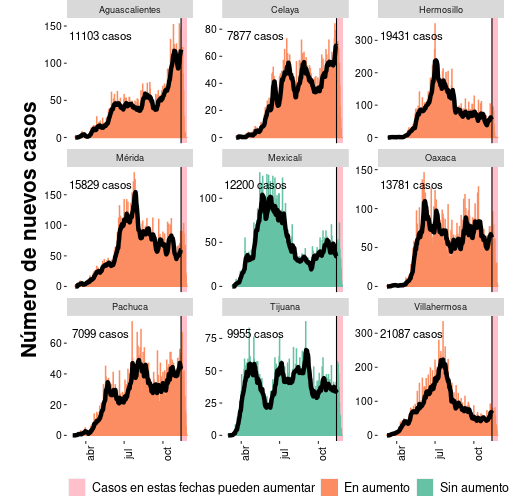 Número de nuevos casos
Aguascalientes
11103 casos
150
100
50
0
Celaya
7877 casos
80
60
40
20
0
Hermosillo
19431 casos
300
200
100
0
Mérida
15829 casos
150
100
50
0
Mexicali
12200 casos
100
50
0
Oaxaca
13781 casos
150
100
50
0
Pachuca
7099 casos
60
40
20
0
Tijuana
9955 casos
75
50
25
0
Villahermosa
21087 casos
300
200
100
0
abr jul oct
abr jul oct
abr jul oct
Casos en estas fechas pueden aumentar En aumento Sin aumento